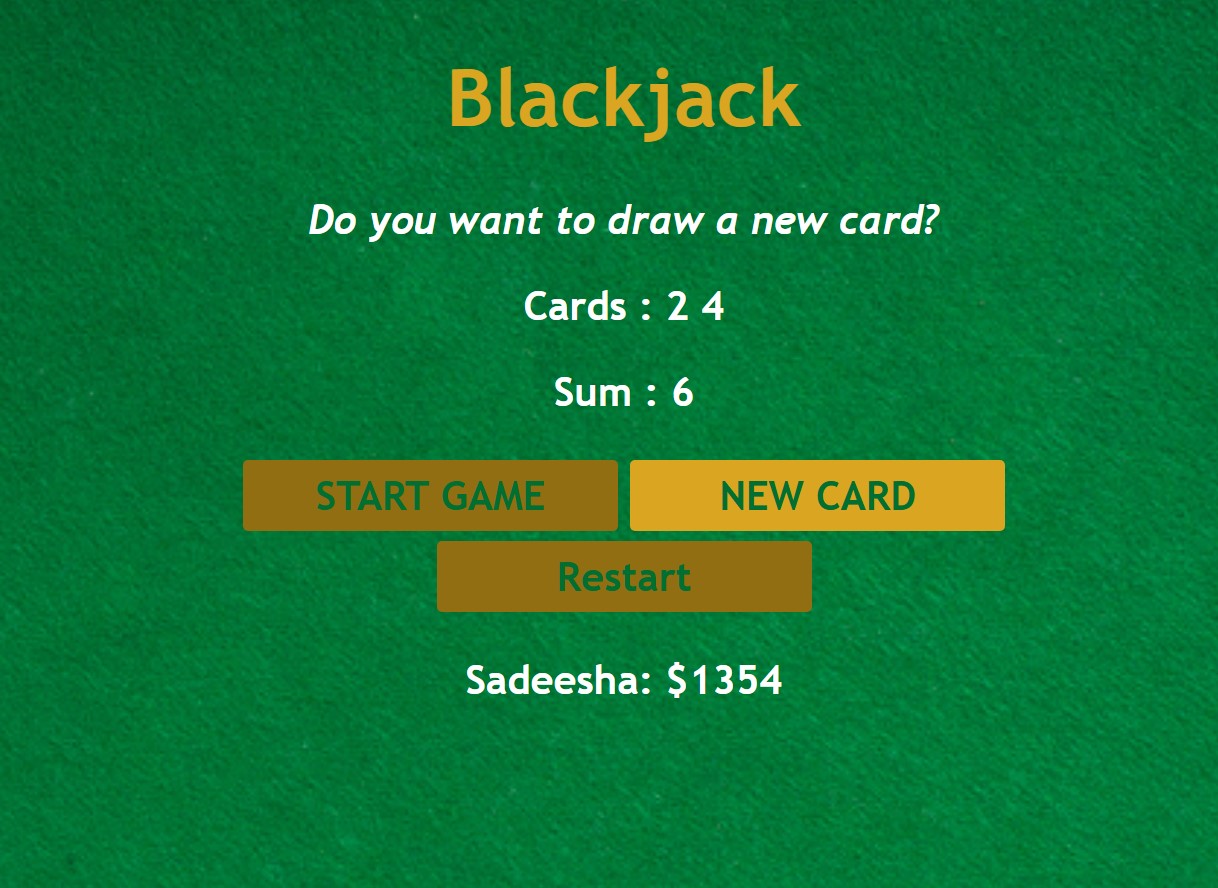 Blackjack
Do you want to draw a new card?
Cards : 2 4
Sum : 6
START GAME NEW CARD
Restart
Sadeesha: $1354